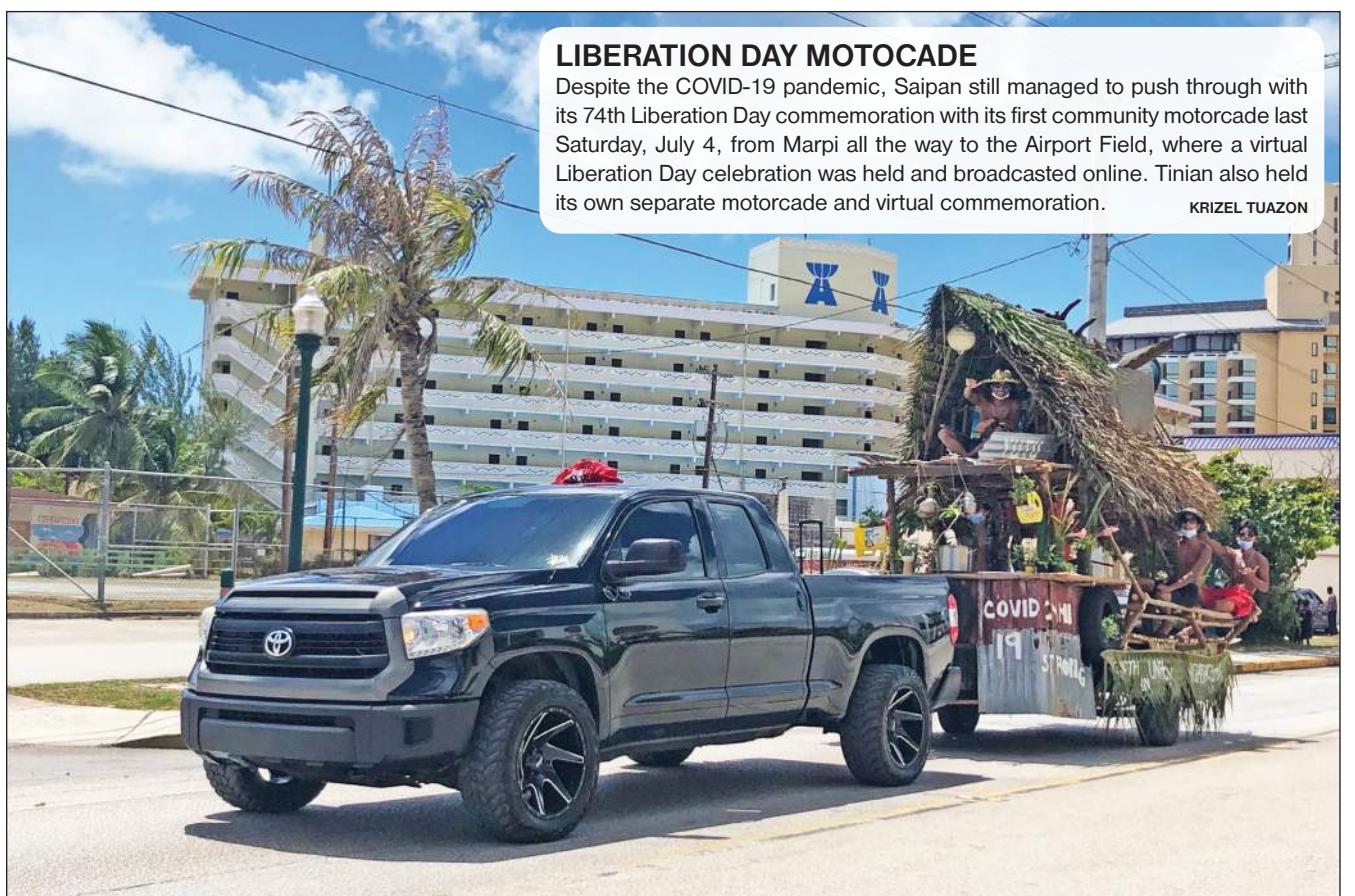 LIBERATION DAY MOTOCADE
Despite the COVID-19 pandemic, Saipan still managed to push through with
its 74th Liberation Day commemoration with its first community motorcade last
Saturday, July 4, from Marpi all the way to the Airport Field, where a virtual
Liberation Day celebration was held and broadcasted online. Tinian also held
its own separate motorcade and virtual commemoration.
KRIZEL TUAZON
COVID
19
STRONG